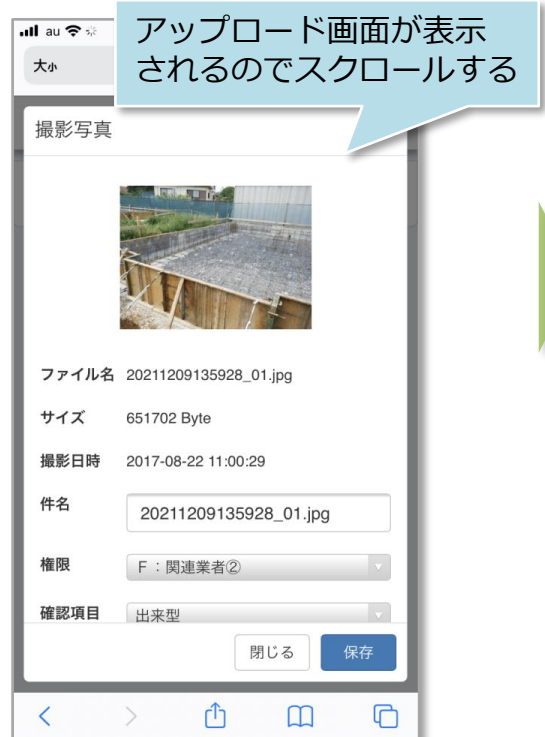 アップロード画面が表示
されるのでスクロールする
au
大小
撮影写真
ファイル名 20211209135928_01.jpg
サイズ 651702 Byte
撮影日時 2017-08-22 11:00:29
件名 20211209135928_01.jpg
権限 F：関連業者②
確認項目 出来型
閉じる 保存